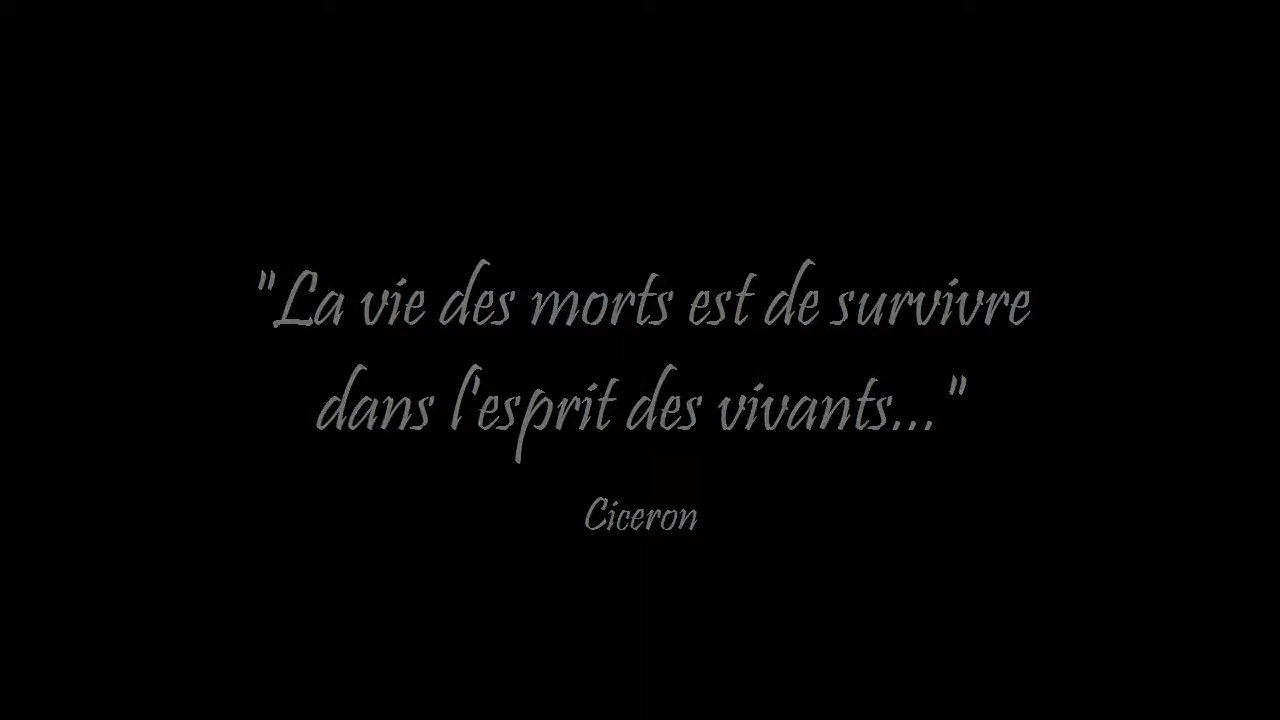 "La vie des morts est de survivre
dans l'esprit des vivants..."
Ciceron